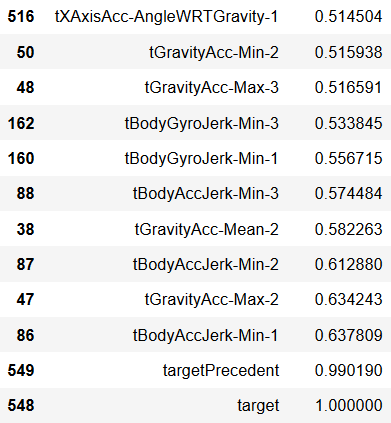 516 tXAxisAcc-AngleWRTGravity-1 0.514504
50 tGravityAcc-Min-2 0.515938
48 tGravityAcc-Max-3 0.516591
162 tBodyGyroJerk-Min-3 0.533845
160 tBodyGyroJerk-Min-1 0.556715
88 tBodyAccJerk-Min-3 0.574484
38 tGravityAcc-Mean-2 0.582263
87 tBodyAccJerk-Min-2 0.612880
47 tGravityAcc-Max-2 0.634243
86 tBodyAccJerk-Min-1 0.637809
549 targetPrecedent 0.990190
548 target 1.000000